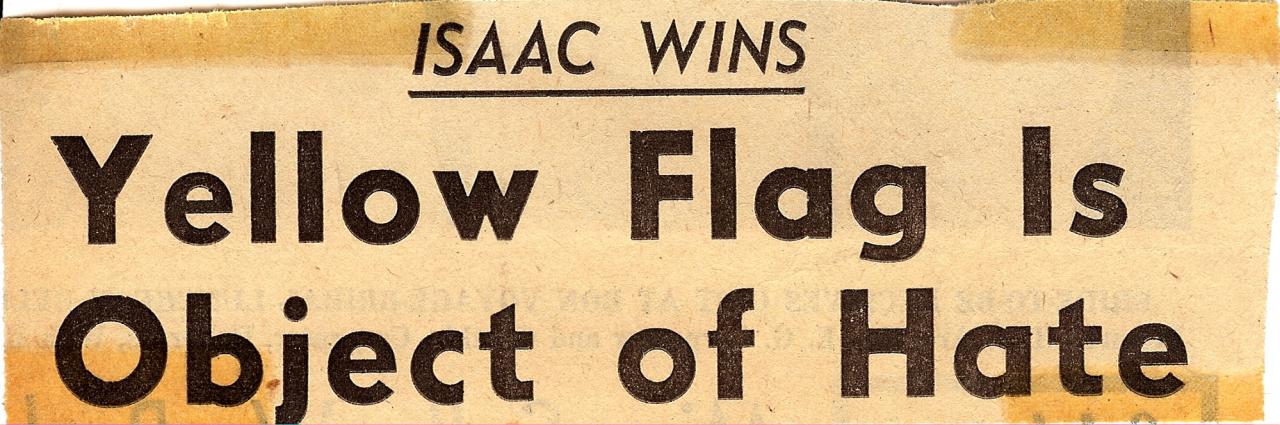 ISAAC WINS
Yellow Flag Is
Object of Hate